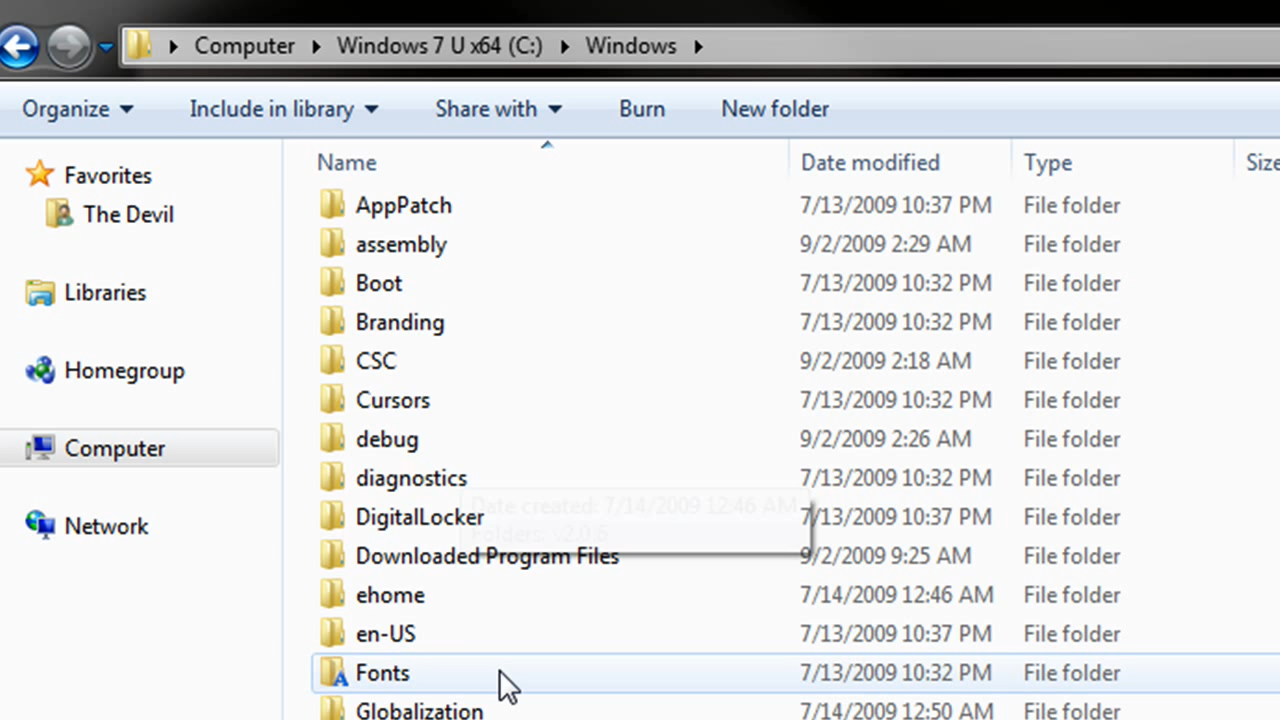 Computer Windows 7 U x64 (C:) Windows
Organize Include in library Share with Burn New folder
Name Date modified Type Size
Favorites
The Devil
Libraries
Homegroup
Computer
Network
AppPatch 7/13/2009 10:37 PM File folder
assembly 9/2/2009 2:29 AM File folder
Boot 7/13/2009 10:32 PM File folder
Branding 7/13/2009 10:32 PM File folder
CSC 9/2/2009 2:18 AM File folder
Cursors 7/13/2009 10:32 PM File folder
debug 9/2/2009 2:26 AM File folder
diagnostics 7/13/2009 10:32 PM File folder
Date created: 7/14/2009 12:46 AM
DigitalLocker 7/13/2009 10:37 PM File folder
Folders: v2.0.6
Downloaded Program Files 9/2/2009 9:25 AM File folder
ehome 7/14/2009 12:46 AM File folder
en-US 7/13/2009 10:37 PM File folder
Fonts 7/13/2009 10:32 PM File folder
Globalization 7/14/2009 12:50 AM File folder